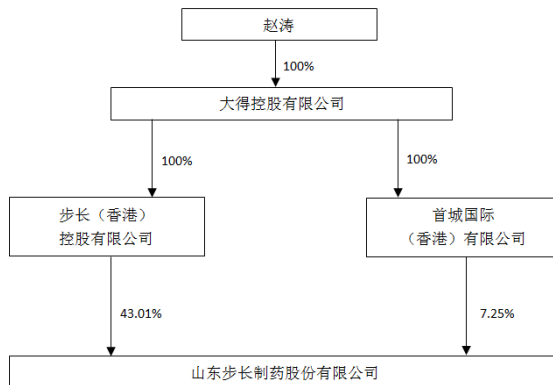 赵涛
100%
大得控股有限公司
100%
100%
步长（香港）
控股有限公司
首城国际
（香港）有限公司
43.01%
7.25%
山东步长制药股份有限公司